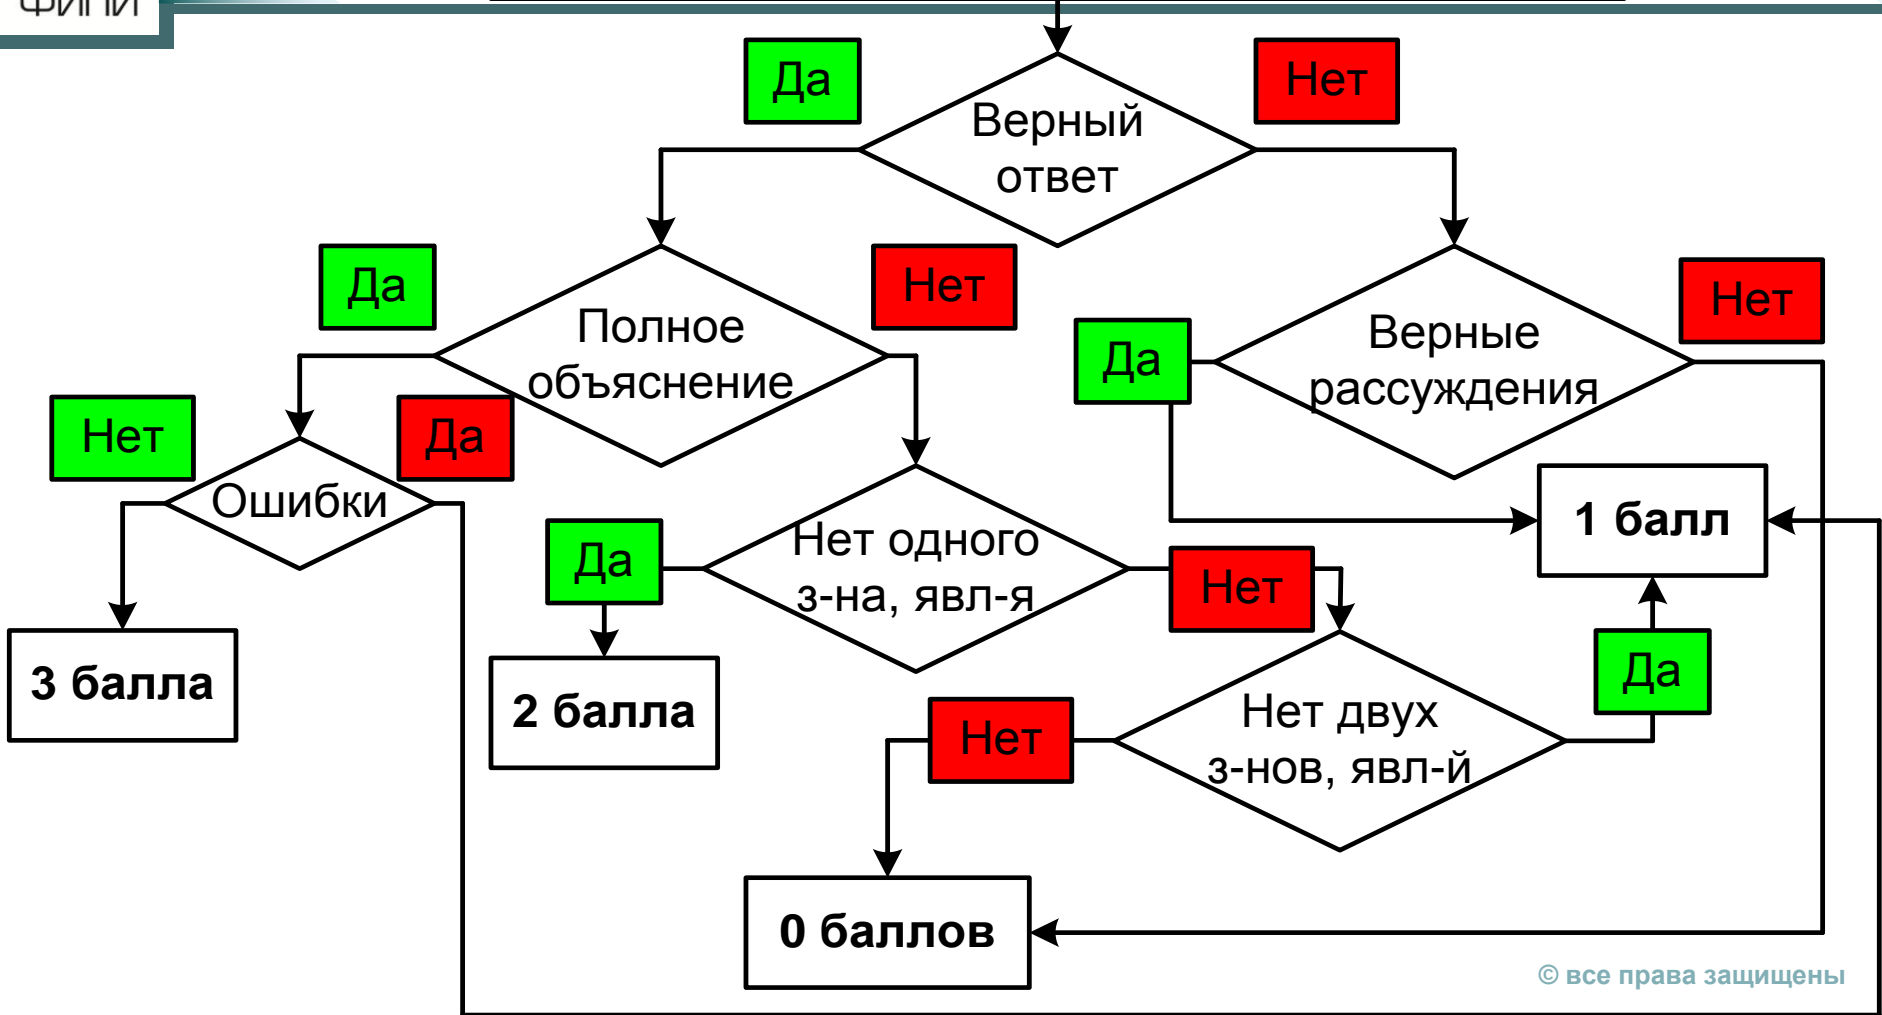 ФИПИ
Да
Нет
Верный
ответ
Да
Нет
Нет
Полное
объяснение
Да
Верные
рассуждения
Нет
Да
Ошибки
1 балл
Да
Нет одного
з-на, явл-я
Нет
3 балла
2 балла
Да
Нет
Нет двух
з-нов, явл-й
0 баллов
© все права защищены